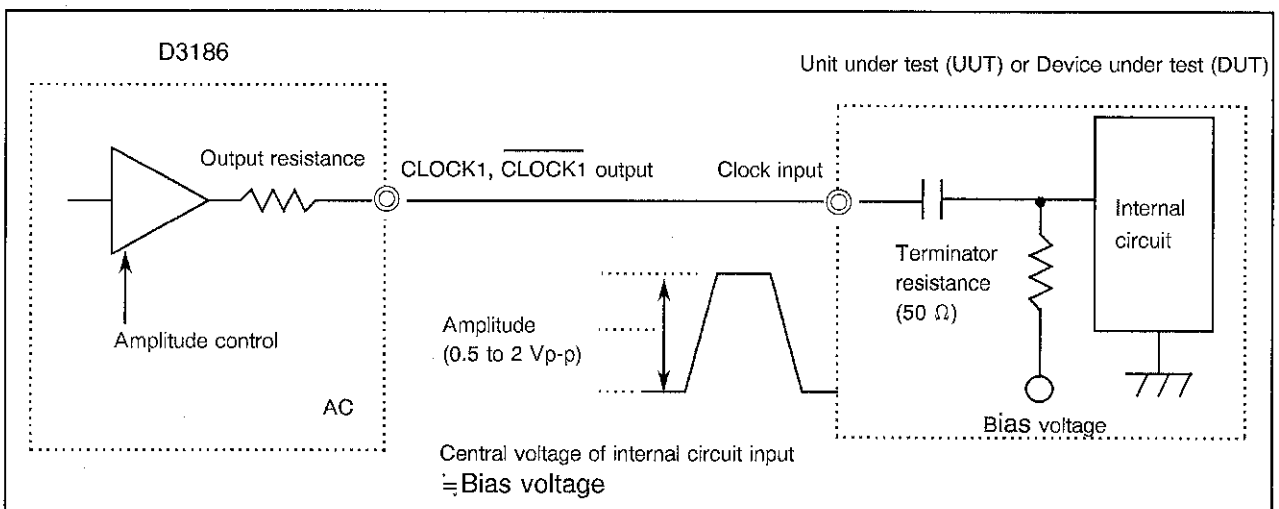 D3186
Unit under test (UUT) or Device under test (DUT)
Output resistance
CLOCK1, C̅L̅O̅C̅K̅1̅ output
Clock input
Internal
circuit
Terminator
resistance
(50 Ω)
Amplitude
(0.5 to 2 Vp-p)
Amplitude control
AC
Bias voltage
Central voltage of internal circuit input
≒Bias voltage